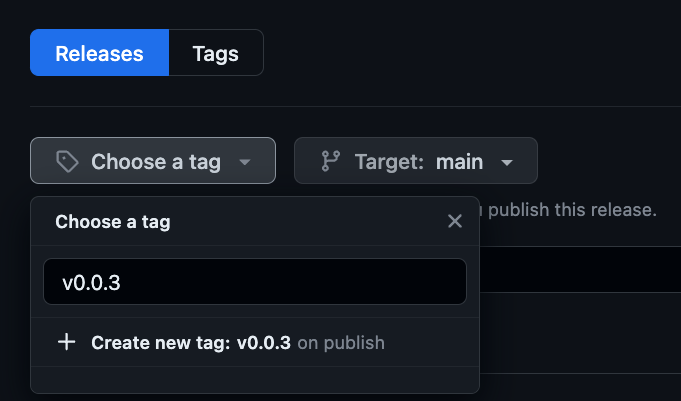 Releases Tags
Choose a tag Target: main
publish this release.
Choose a tag
v0.0.3
Create new tag: v0.0.3 on publish